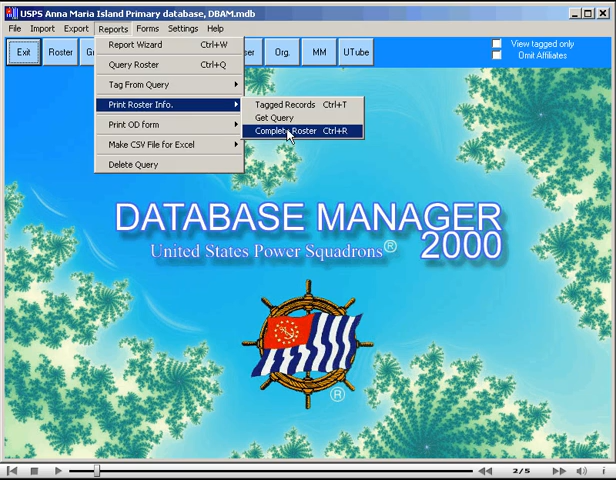 USPS Anna Maria Island Primary database, DBAM.mdb
File Import Export Reports Forms Settings Help
Exit Roster Org. MM UTube
View tagged only
Omit Affiliates
Report Wizard Ctrl+W
Query Roster Ctrl+Q
Tag From Query
Print Roster Info.
Print OD form
Make CSV File for Excel
Delete Query
Tagged Records Ctrl+T
Get Query
Complete Roster Ctrl+R
DATABASE MANAGER
United States Power Squadrons® 2000
®
2/5
i